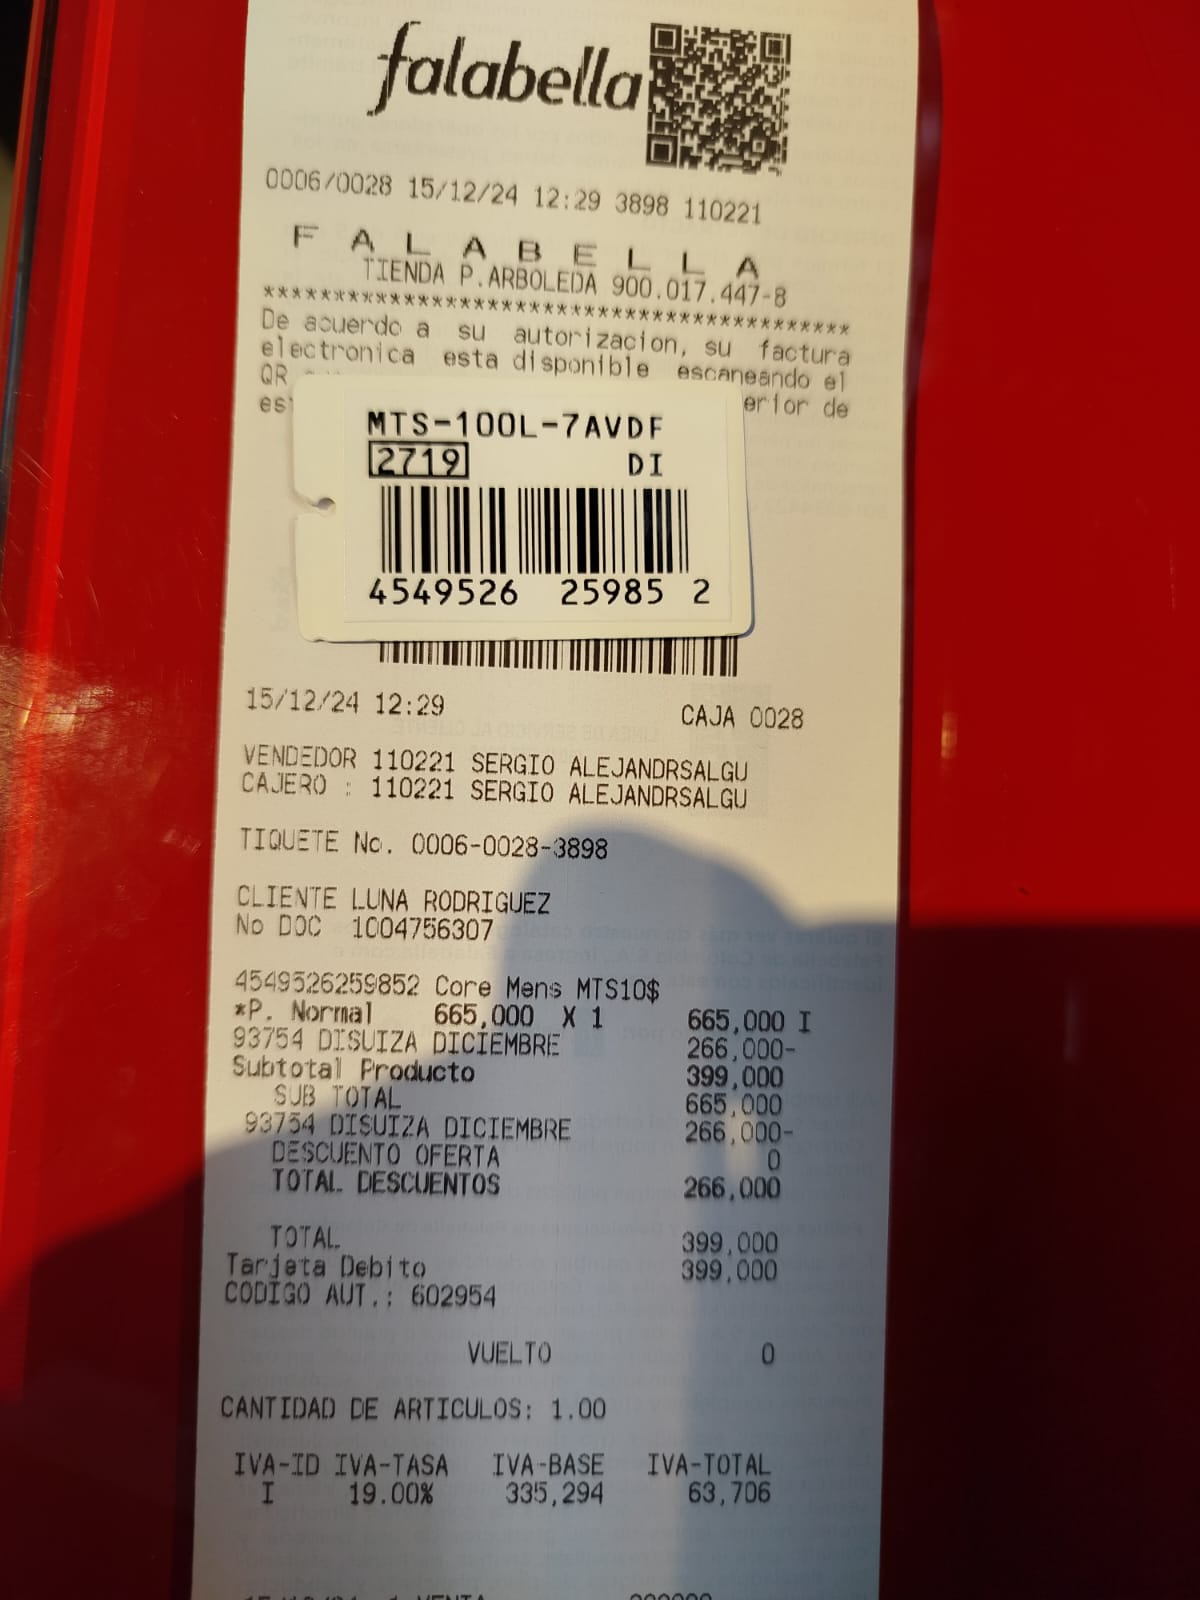 falabella
0006/0028 15/12/24 12:29 3898 110221
F A L A B E L L A
TIENDA P.ARBOLEDA 900.017.447-8
******************************************
De acuerdo a su autorizacion, su factura
electronica esta disponible escaneando el
QR
erior de
MTS-100L-7AVDF
2719 DI
4549526 25985 2
15/12/24 12:29 CAJA 0028
VENDEDOR 110221 SERGIO ALEJANDRSALGU
CAJERO : 110221 SERGIO ALEJANDRSALGU
TIQUETE No. 0006-0028-3898
CLIENTE LUNA RODRIGUEZ
No DOC 1004756307
4549526259852 Core Mens MTS10$
*P. Normal 665,000 X 1 665,000 I
93754 DISUIZA DICIEMBRE 266,000-
Subtotal Producto 399,000
SUB TOTAL 665,000
93754 DISUIZA DICIEMBRE 266,000-
DESCUENTO OFERTA 0
TOTAL DESCUENTOS 266,000
TOTAL 399,000
Tarjeta Debito 399,000
CODIGO AUT.: 602954
VUELTO 0
CANTIDAD DE ARTICULOS: 1.00
IVA-ID IVA-TASA IVA-BASE IVA-TOTAL
I 19.00% 335,294 63,706